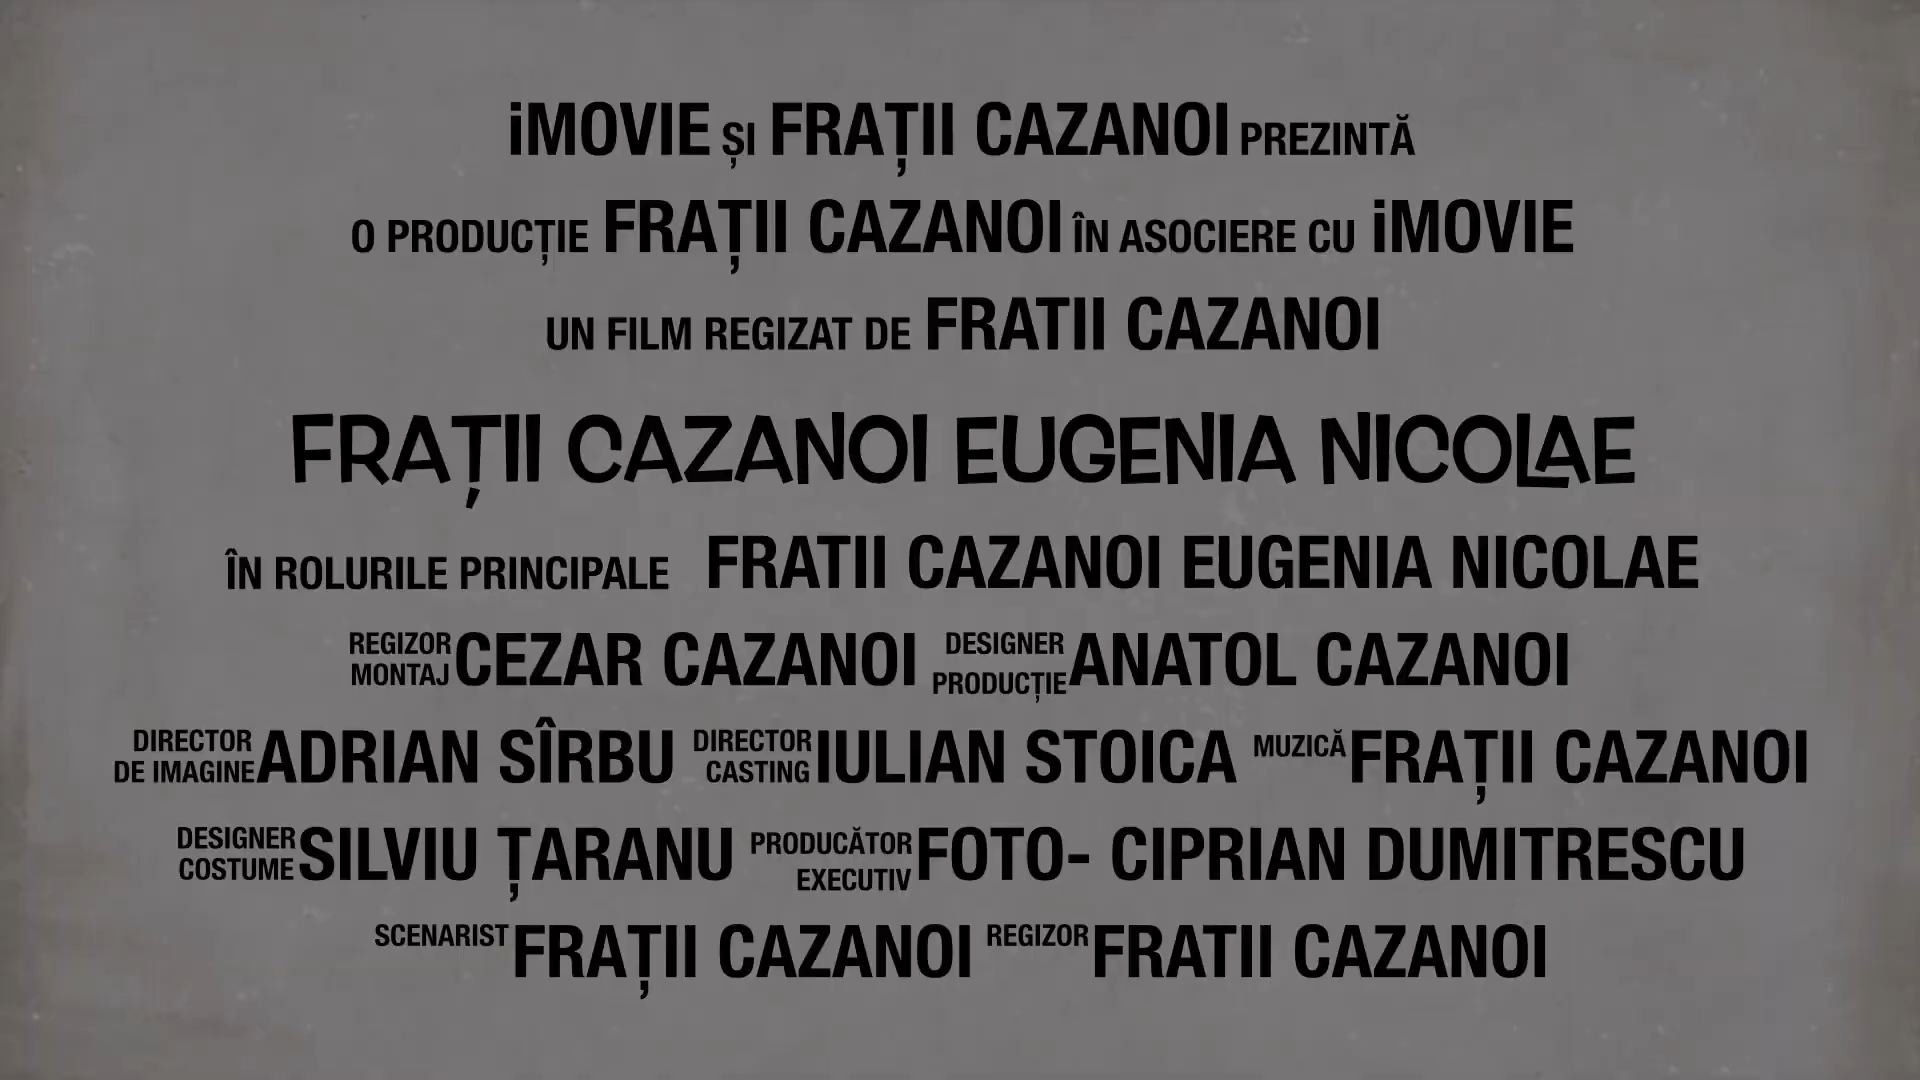 iMOVIE ȘI FRAȚII CAZANOI PREZINTĂ
O PRODUCȚIE FRAȚII CAZANOI ÎN ASOCIERE CU iMOVIE
UN FILM REGIZAT DE FRATII CAZANOI
FRAȚII CAZANOI EUGENIA NICOLAE
ÎN ROLURILE PRINCIPALE FRATII CAZANOI EUGENIA NICOLAE
REGIZOR MONTAJ CEZAR CAZANOI DESIGNER PRODUCȚIE ANATOL CAZANOI
DIRECTOR DE IMAGINE ADRIAN SÎRBU DIRECTOR CASTING IULIAN STOICA MUZICĂ FRAȚII CAZANOI
DESIGNER COSTUME SILVIU ȚARANU PRODUCĂTOR EXECUTIV FOTO- CIPRIAN DUMITRESCU
SCENARIST FRAȚII CAZANOI REGIZOR FRATII CAZANOI